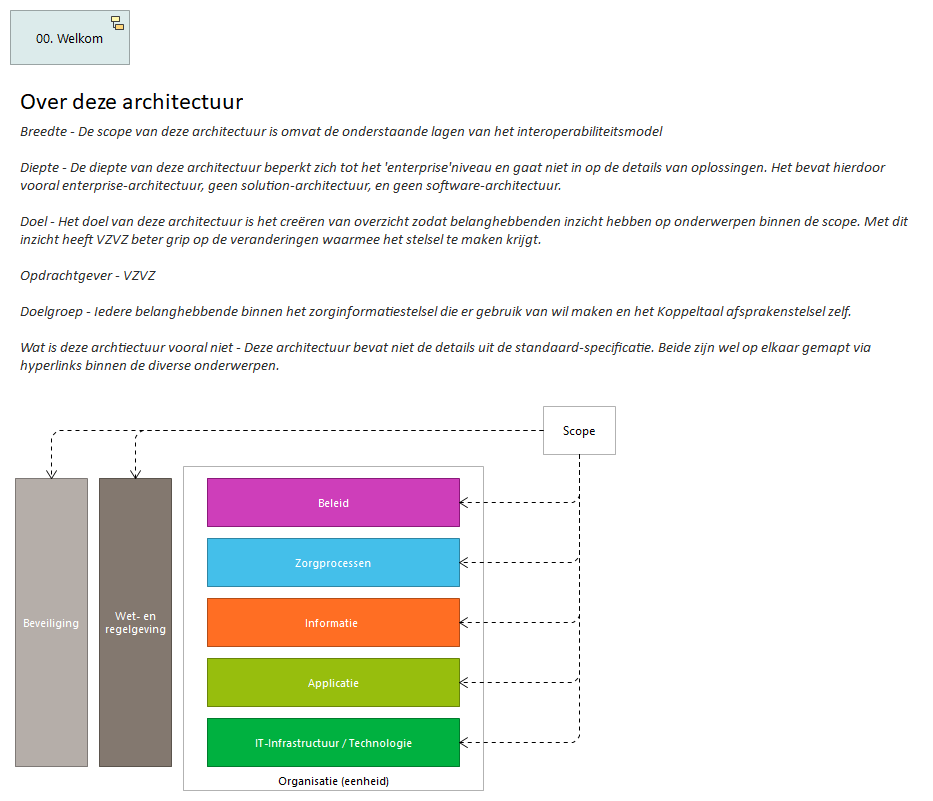 00. Welkom
Over deze architectuur
Breedte - De scope van deze architectuur is omvat de onderstaande lagen van het interoperabiliteitsmodel
Diepte - De diepte van deze architectuur beperkt zich tot het 'enterprise'niveau en gaat niet in op de details van oplossingen. Het bevat hierdoor
vooral enterprise-architectuur, geen solution-architectuur, en geen software-architectuur.
Doel - Het doel van deze architectuur is het creëren van overzicht zodat belanghebbenden inzicht hebben op onderwerpen binnen de scope. Met dit
inzicht heeft VZVZ beter grip op de veranderingen waarmee het stelsel te maken krijgt.
Opdrachtgever - VZVZ
Doelgroep - Iedere belanghebbende binnen het zorginformatiestelsel die er gebruik van wil maken en het Koppeltaal afsprakenstelsel zelf.
Wat is deze archtiectuur vooral niet - Deze architectuur bevat niet de details uit de standaard-specificatie. Beide zijn wel op elkaar gemapt via
hyperlinks binnen de diverse onderwerpen.
Scope
Beleid
Zorgprocessen
Beveiliging
Wet- en
regelgeving
Informatie
Applicatie
IT-Infrastructuur / Technologie
Organisatie (eenheid)